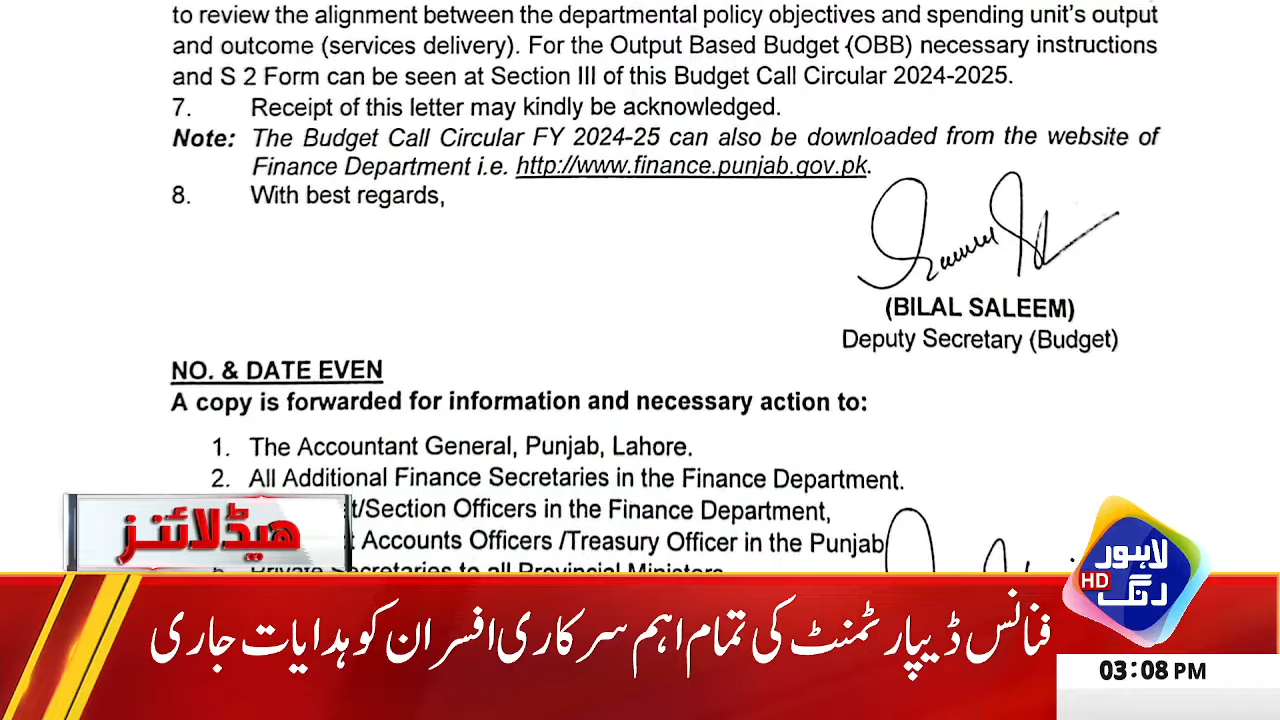 to review the alignment between the departmental policy objectives and spending unit's output
and outcome (services delivery). For the Output Based Budget (OBB) necessary instructions
and S 2 Form can be seen at Section III of this Budget Call Circular 2024-2025.
7. Receipt of this letter may kindly be acknowledged.
Note: The Budget Call Circular FY 2024-25 can also be downloaded from the website of
Finance Department i.e. http://www.finance.punjab.gov.pk.
8. With best regards,
(BILAL SALEEM)
Deputy Secretary (Budget)
NO. & DATE EVEN
A copy is forwarded for information and necessary action to:
1. The Accountant General, Punjab, Lahore.
2. All Additional Finance Secretaries in the Finance Department.
/Section Officers in the Finance Department,
Accounts Officers /Treasury Officer in the Punjab
Private Secretaries to all Provincial Ministers
ہیڈلائنز
لاہور
رنگ
HD
فنانس ڈیپارٹمنٹ کی تمام اہم سرکاری افسران کو ہدایات جاری
03:08 PM